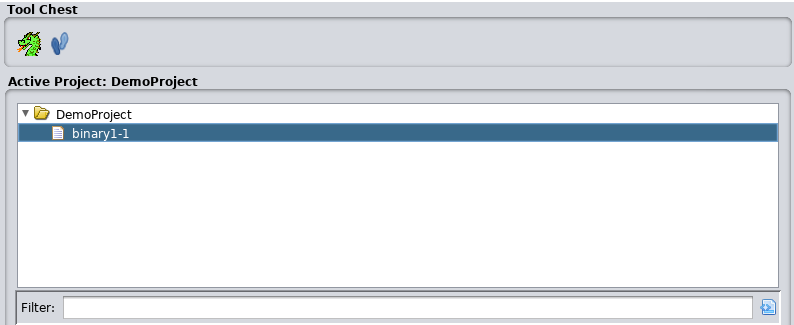 Tool Chest
Active Project: DemoProject
DemoProject
binary1-1
Filter: